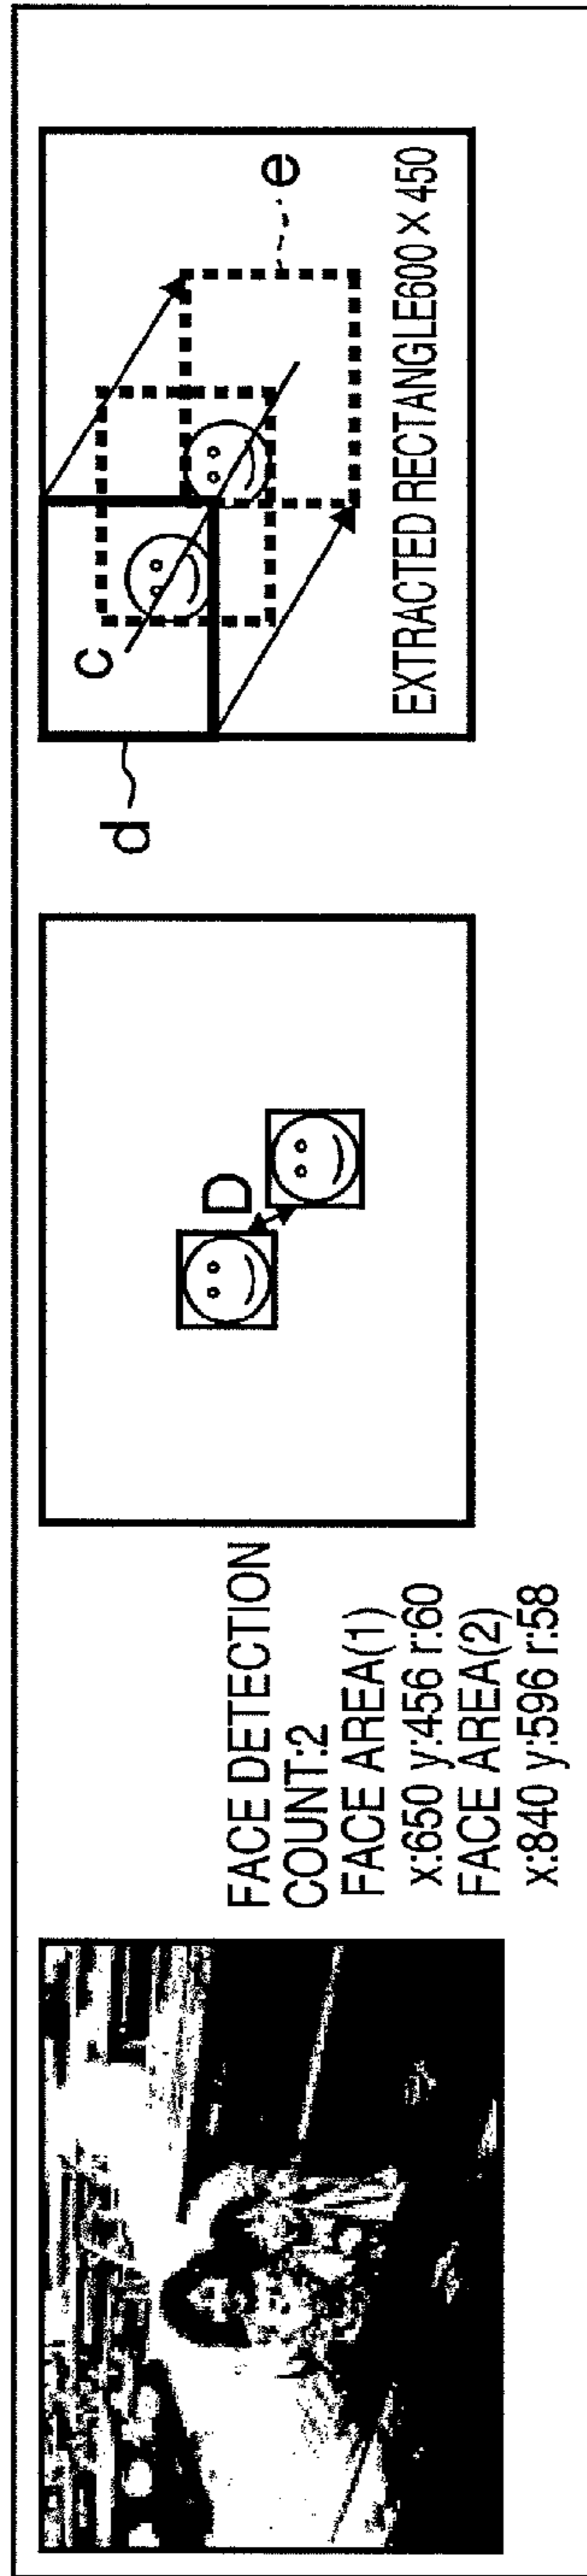 FACE DETECTION
COUNT:2
FACE AREA(1)
x:650 y:456 r:60
FACE AREA(2)
x:840 y:596 r:58
D
d
c
e
EXTRACTED RECTANGLE600 × 450